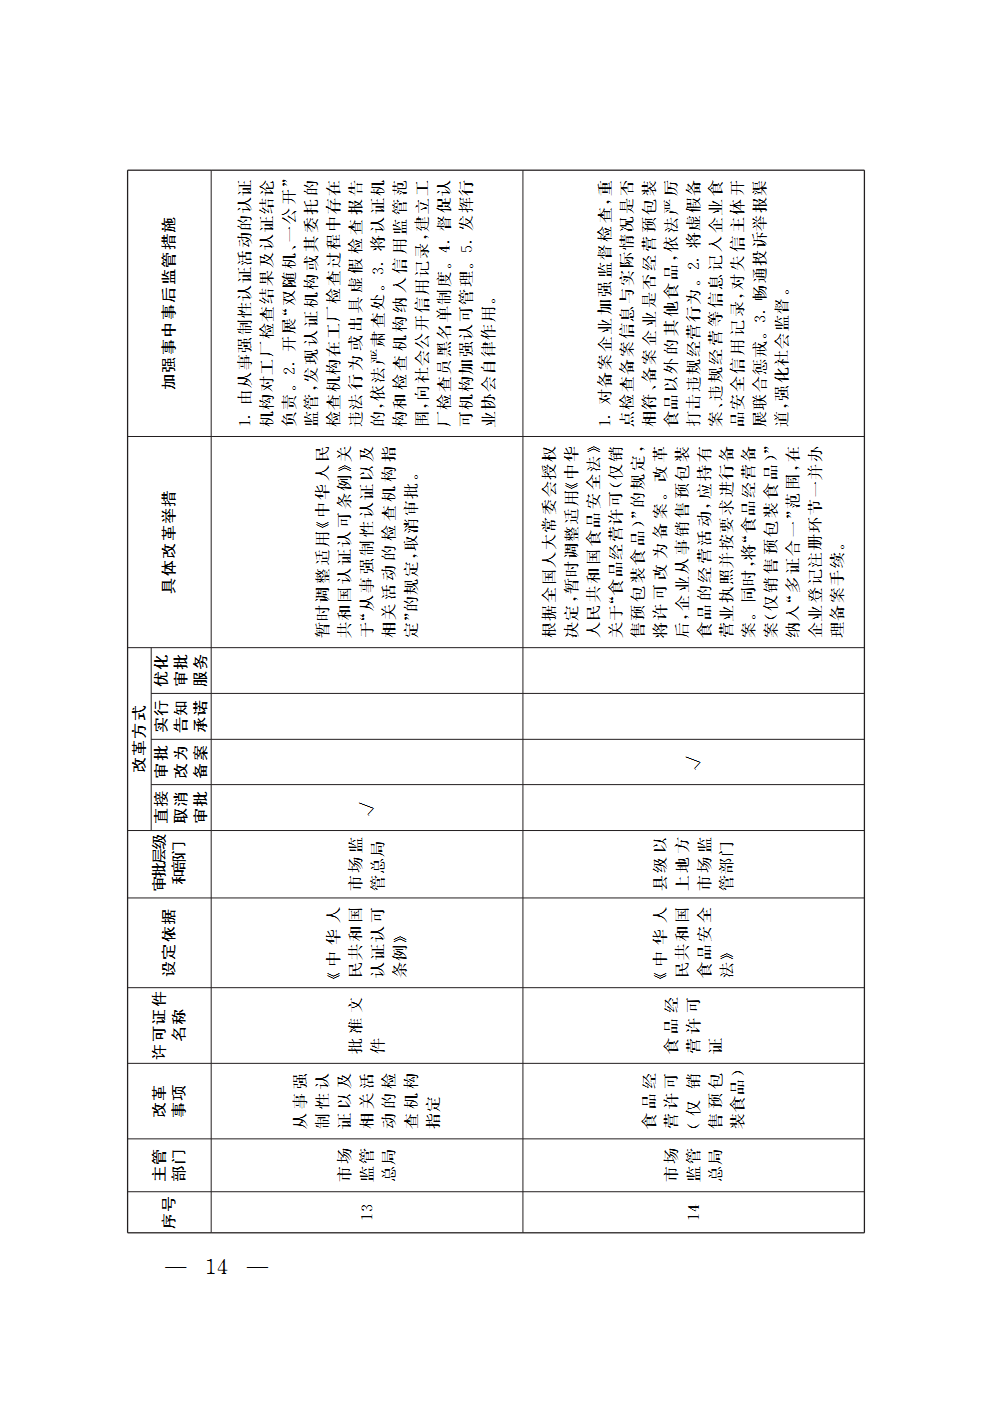 序号
主管
部门
改革
事项
许可证件
名称
设定依据
审批层级
和部门
改革方式
直接
取消
审批
审批
改为
备案
实行
告知
承诺
优化
审批
服务
具体改革举措
加强事中事后监管措施
13
市场
监管
总局
从事强
制性认
证以及
相关活
动的检
查机构
指定
批准文
件
《中华人
民共和国
认证认可
条例》
市场监
管总局
√
暂时调整适用《中华人民
共和国认证认可条例》关
于“从事强制性认证以及
相关活动的检查机构指
定”的规定,取消审批。
1. 由从事强制性认证活动的认证
机构对工厂检查结果及认证结论
负责。2. 开展“双随机、一公开”
监管,发现认证机构或其委托的
检查机构在工厂检查过程中存在
违法行为或出具虚假检查报告
的,依法严肃查处。3. 将认证机
构和检查机构纳入信用监管范
围,向社会公开信用记录,建立工
厂检查员黑名单制度。4. 督促认
可机构加强认可管理。5. 发挥行
业协会自律作用。
14
市场
监管
总局
食品经
营许可
(仅销
售预包
装食品)
食品经
营许可
证
《中华人
民共和国
食品安全
法》
县级以
上地方
市场监
管部门
√
根据全国人大常委会授权
决定,暂时调整适用《中华
人民共和国食品安全法》
关于“食品经营许可(仅销
售预包装食品)”的规定,
将许可改为备案。改革
后,企业从事销售预包装
食品的经营活动,应持有
营业执照并按要求进行备
案。同时,将“食品经营备
案(仅销售预包装食品)”
纳入“多证合一”范围,在
企业登记注册环节一并办
理备案手续。
1. 对备案企业加强监督检查,重
点检查备案信息与实际情况是否
相符、备案企业是否经营预包装
食品以外的其他食品,依法严厉
打击违规经营行为。2. 将虚假备
案、违规经营等信息记入企业食
品安全信用记录,对失信主体开
展联合惩戒。3. 畅通投诉举报渠
道,强化社会监督。
— 14 —